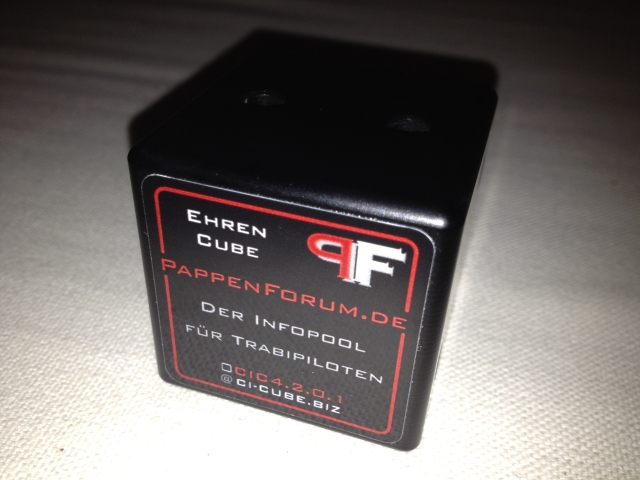 EHREN
CUBE
PF
PAPPENFORUM.DE
DER INFOPOOL
FÜR TRABIPILOTEN
CIC4.2.0.1
@CI-CUBE.BIZ